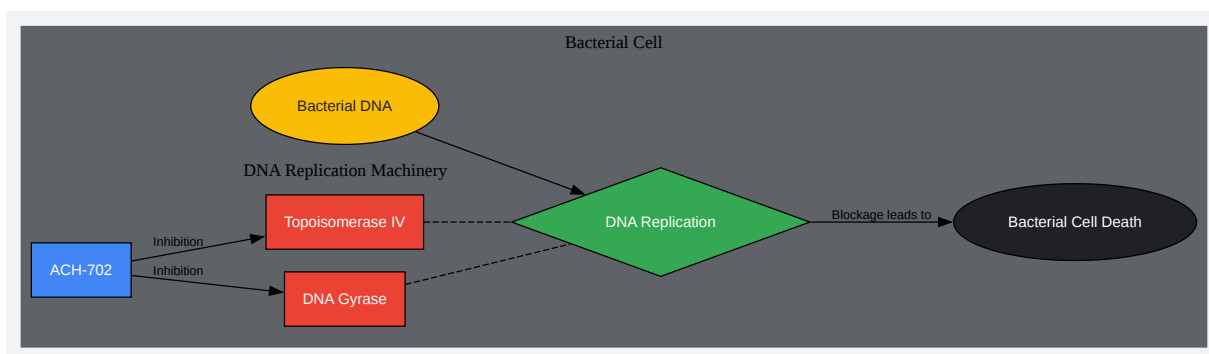 Bacterial Cell
Bacterial DNA
DNA Replication Machinery
Topoisomerase IV
DNA Replication
Blockage leads to
Bacterial Cell Death
Inhibition
ACH-702
Inhibition
DNA Gyrase